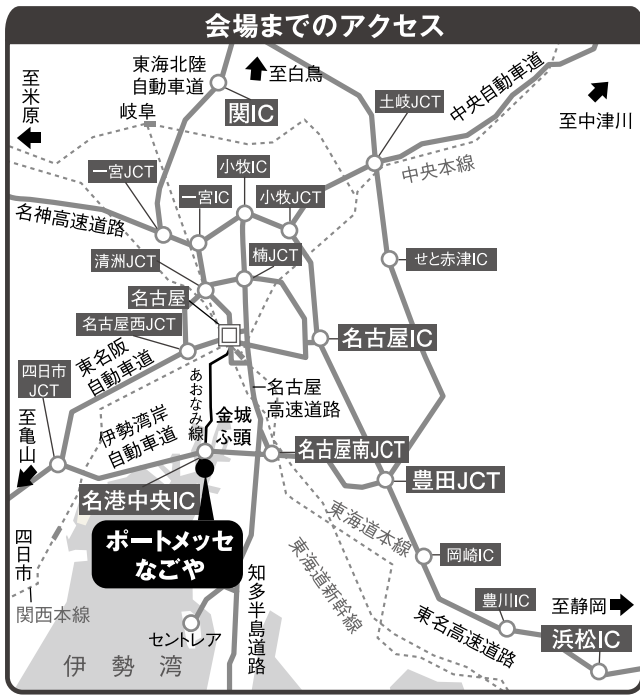 会場までのアクセス
至米原
東海北陸
自動車道
至白鳥
岐阜
関IC
土岐JCT
中央自動車道
至中津川
一宮JCT
小牧IC
一宮IC
小牧JCT
中央本線
名神高速道路
清洲JCT
楠JCT
せと赤津IC
名古屋
名古屋西JCT
名古屋IC
東名阪
自動車道
四日市
JCT
あおなみ線
名古屋
高速道路
至亀山
伊勢湾岸
自動車道
金城
ふ頭
名古屋南JCT
豊田JCT
名港中央IC
ポートメッセ
なごや
東海道本線
東海道新幹線
岡崎IC
四日市
関西本線
知多半島道路
豊川IC
至静岡
東名高速道路
浜松IC
セントレア
伊勢湾